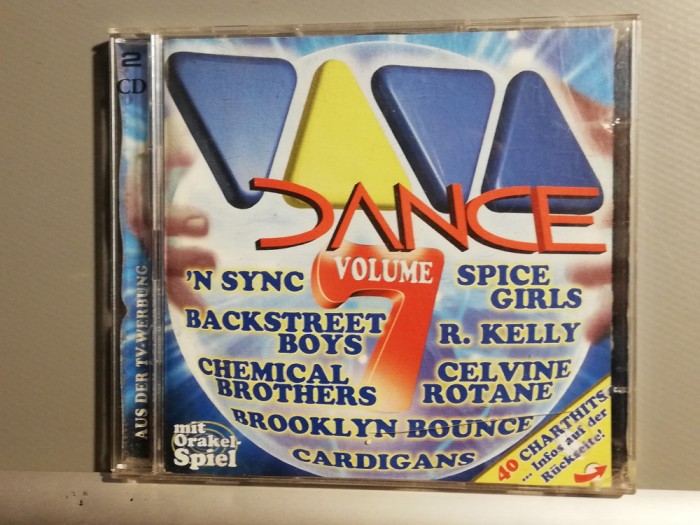 2
CD
AUS DER TV-WERBUNG
VIVA
DANCE
VOLUME
7
'N SYNC
SPICE
GIRLS
BACKSTREET
BOYS
R. KELLY
CHEMICAL
BROTHERS
CELVINE
ROTANE
BROOKLYN BOUNCE
CARDIGANS
mit
Orakel-
Spiel
40 CHARTHITS
... Infos auf der
Rückseite!